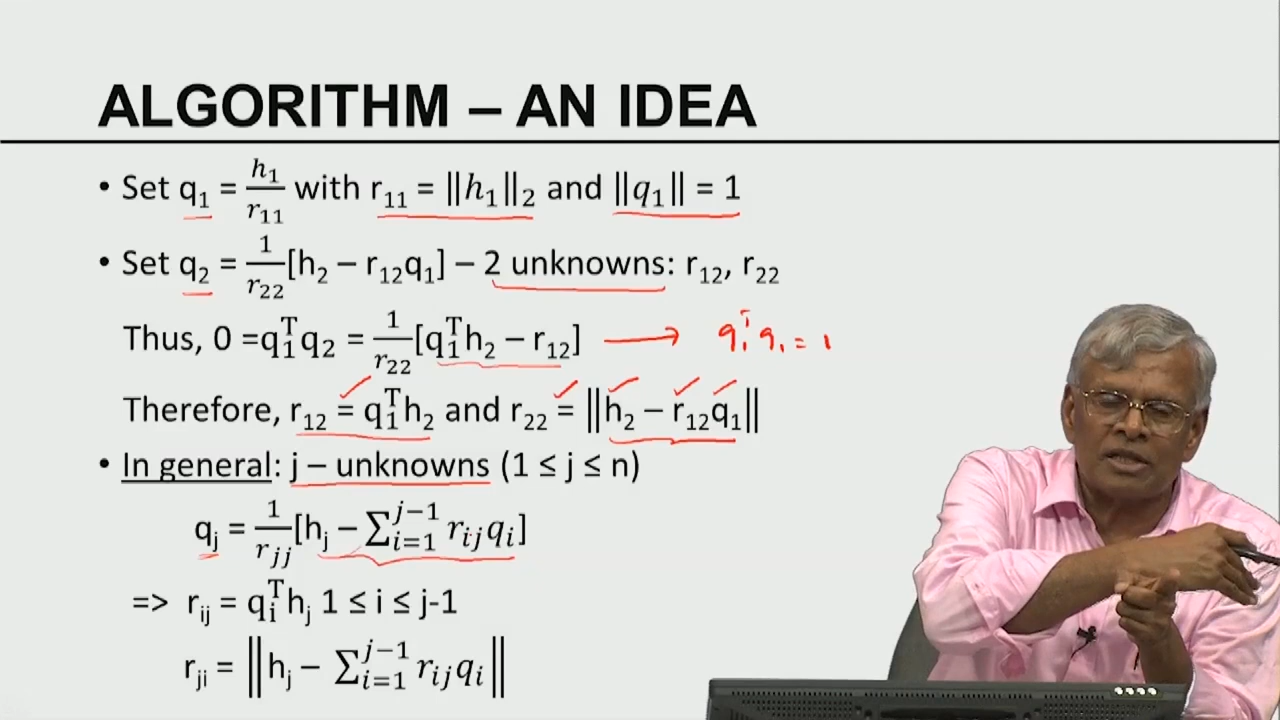 ALGORITHM – AN IDEA
• Set q₁ = h₁/r₁₁ with r₁₁ = ||h₁||₂ and ||q₁|| = 1
• Set q₂ = 1/r₂₂ [h₂ – r₁₂q₁] – 2 unknowns: r₁₂, r₂₂
Thus, 0 =q₁ᵀq₂ = 1/r₂₂ [q₁ᵀh₂ – r₁₂] → q₁ᵀq₁ = 1
Therefore, r₁₂ = q₁ᵀh₂ and r₂₂ = ||h₂ – r₁₂q₁||
• In general: j – unknowns (1 ≤ j ≤ n)
qⱼ = 1/rⱼⱼ [hⱼ – ∑ᵢ₌₁ʲ⁻¹ rᵢⱼqᵢ]
=> rᵢⱼ = qᵢᵀhⱼ 1 ≤ i ≤ j-1
rⱼᵢ = ||hⱼ – ∑ᵢ₌₁ʲ⁻¹ rᵢⱼqᵢ||